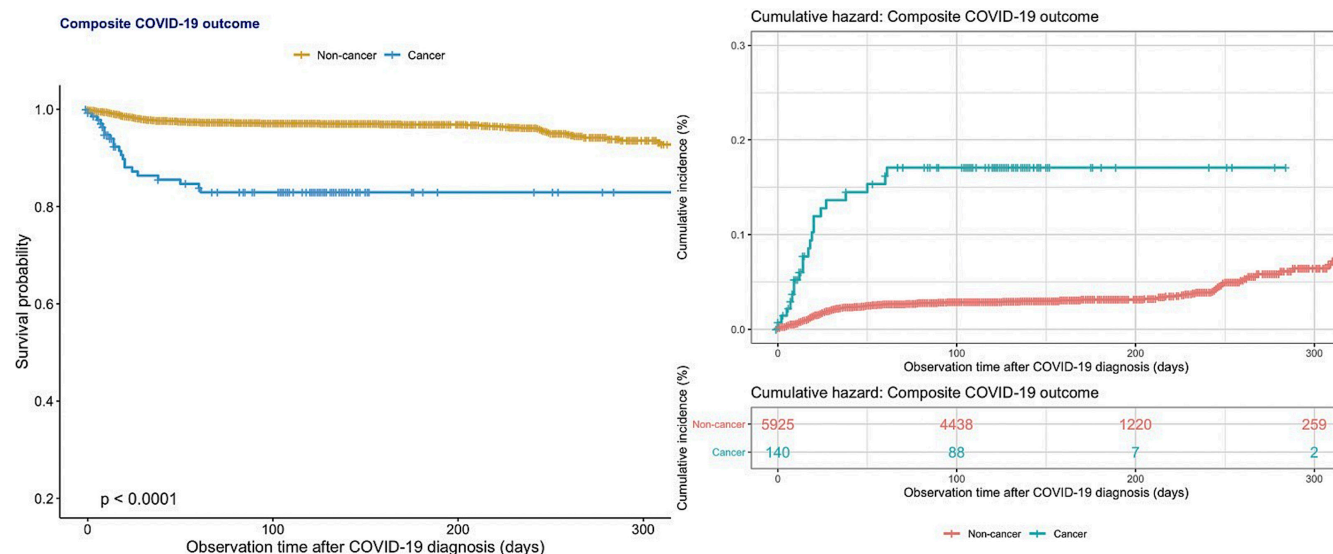 Composite COVID-19 outcome
Non-cancer Cancer
Survival probability
1.0
0.8
0.6
0.4
0.2
p < 0.0001
0 100 200 300
Observation time after COVID-19 diagnosis (days)
Cumulative hazard: Composite COVID-19 outcome
Cumulative incidence (%)
0.3
0.2
0.1
0.0
0 100 200 300
Observation time after COVID-19 diagnosis (days)
Cumulative hazard: Composite COVID-19 outcome
Cumulative incidence (%)
Non-cancer 5925 4438 1220 259
Cancer 140 88 7 2
0 100 200 300
Observation time after COVID-19 diagnosis (days)
Non-cancer Cancer